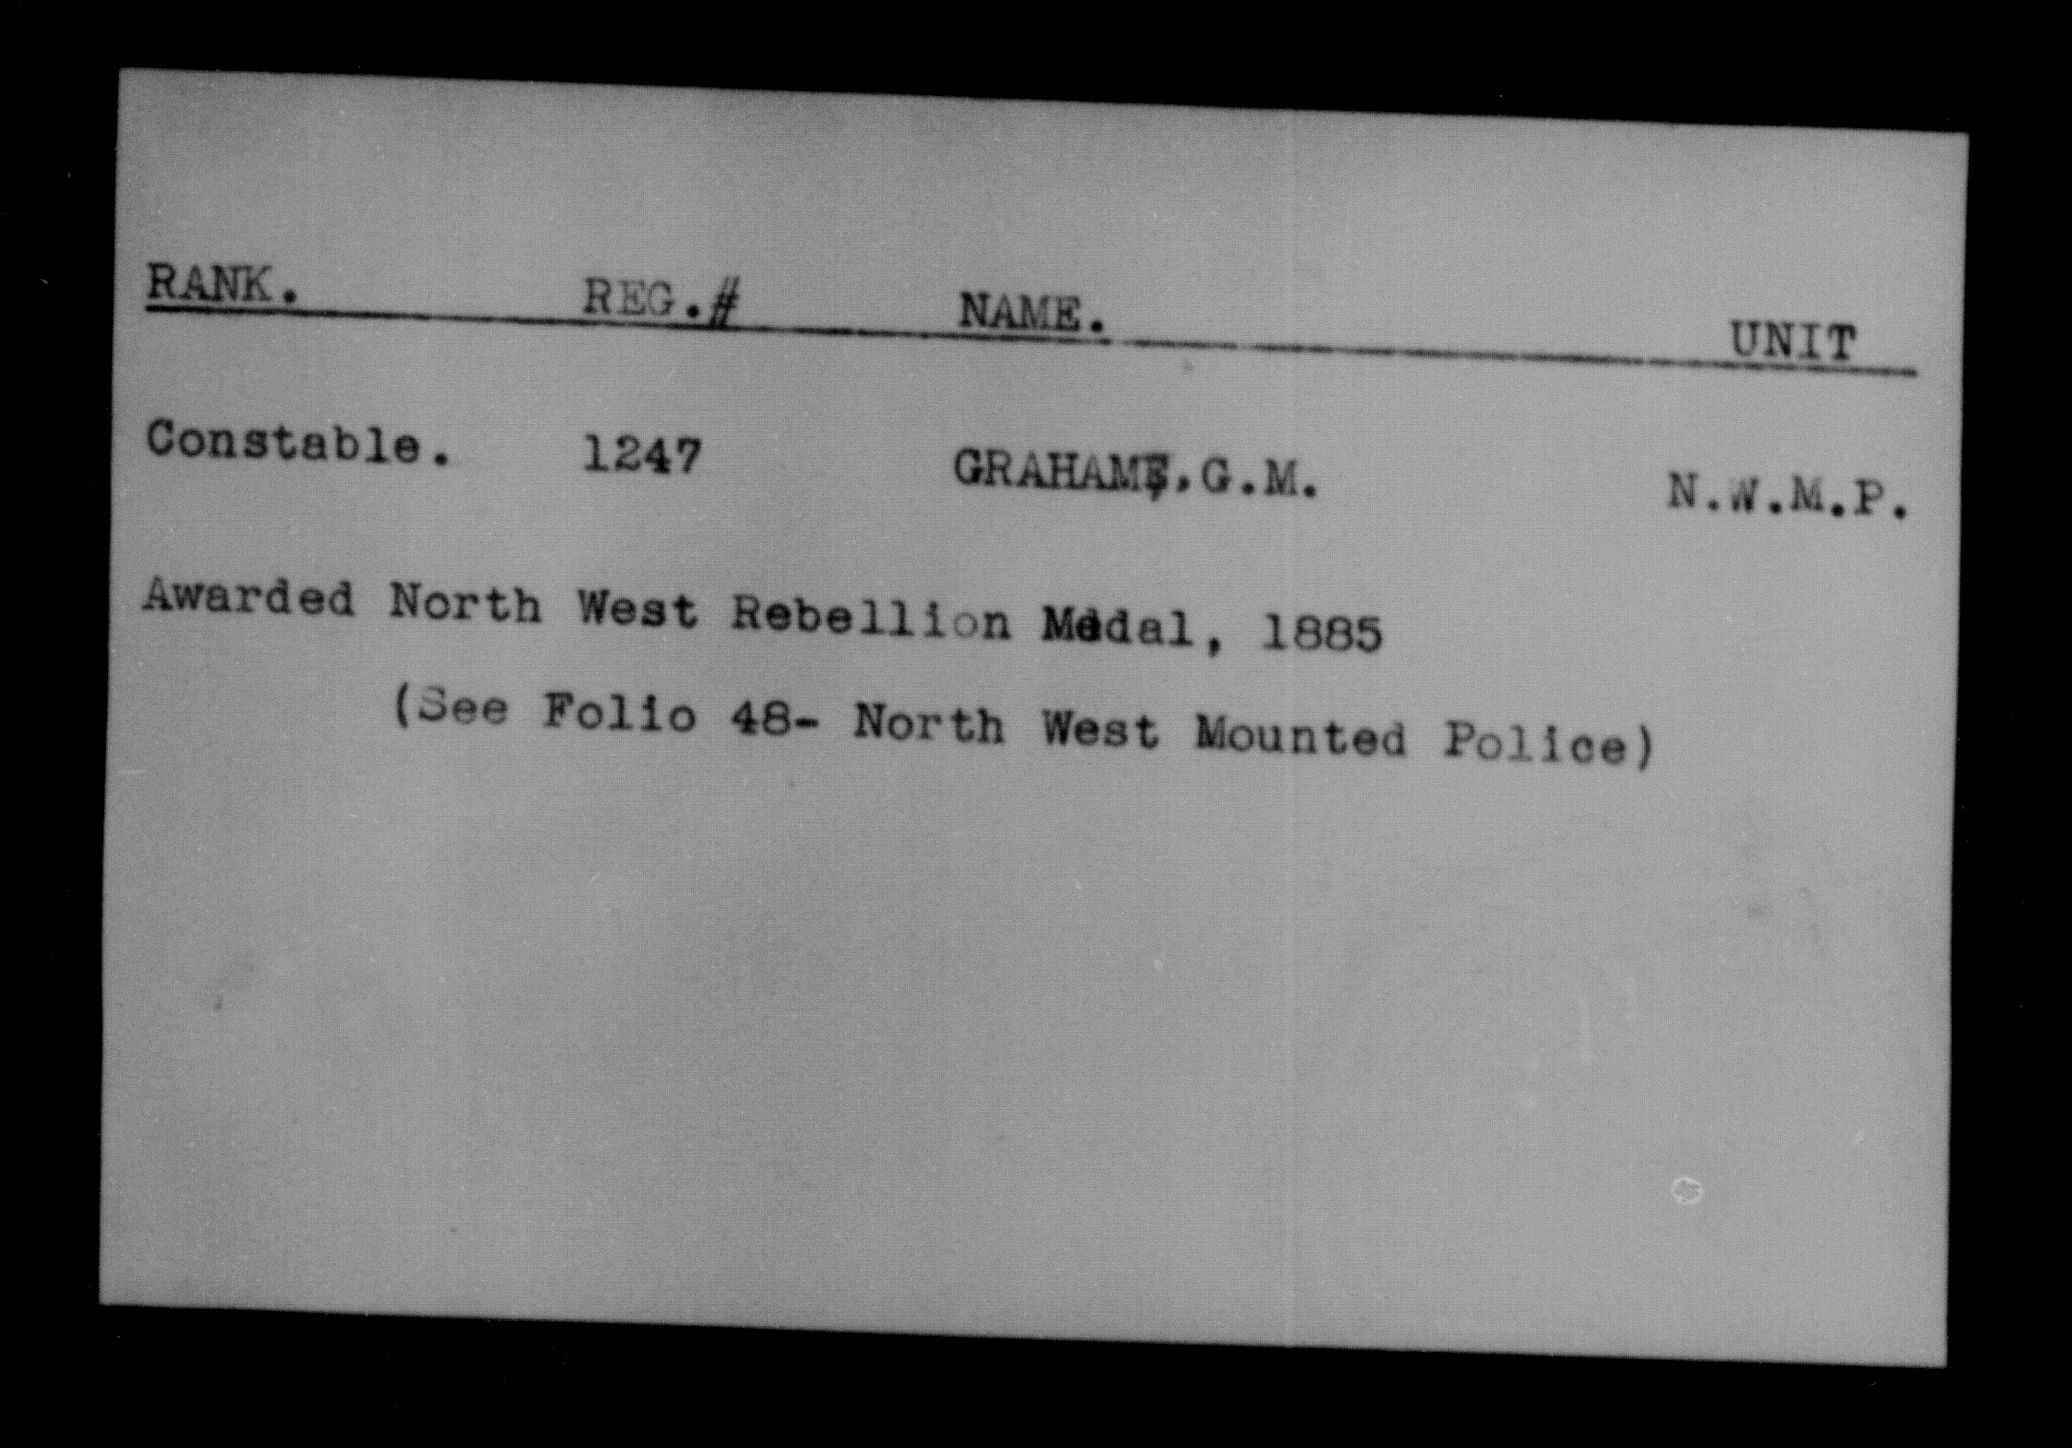 RANK. REG.# NAME. UNIT
Constable. 1247 GRAHAME,G.M. N.W.M.P.
Awarded North West Rebellion Medal, 1885
(See Folio 48- North West Mounted Police)